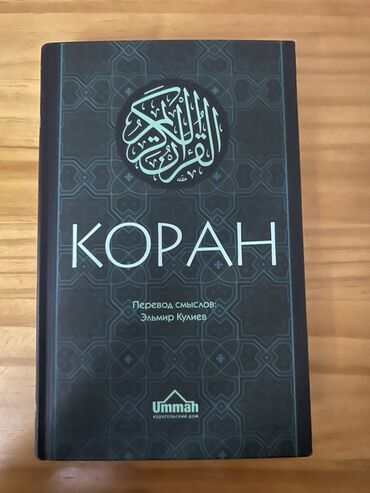 القرآن الكريم
КОРАН
Перевод смыслов:
Эльмир Кулиев
Ummah
ИЗДАТЕЛЬСКИЙ ДОМ